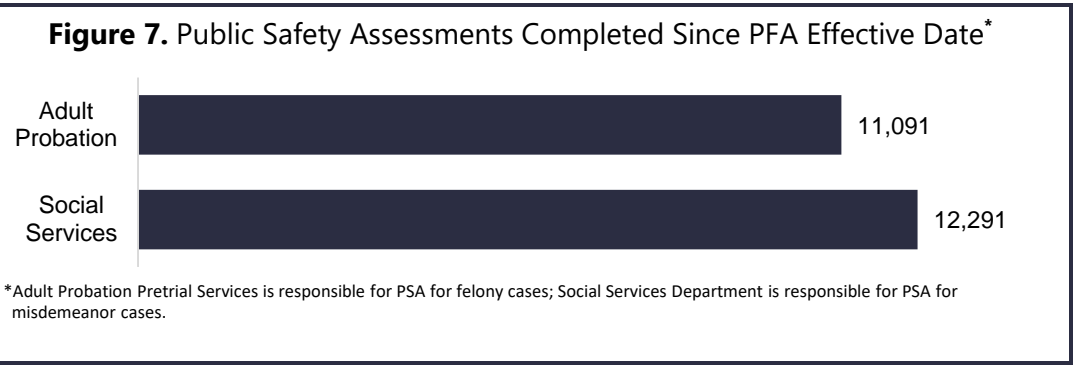 Figure 7. Public Safety Assessments Completed Since PFA Effective Date*
Adult
Probation
11,091
Social
Services
12,291
*Adult Probation Pretrial Services is responsible for PSA for felony cases; Social Services Department is responsible for PSA for
misdemeanor cases.